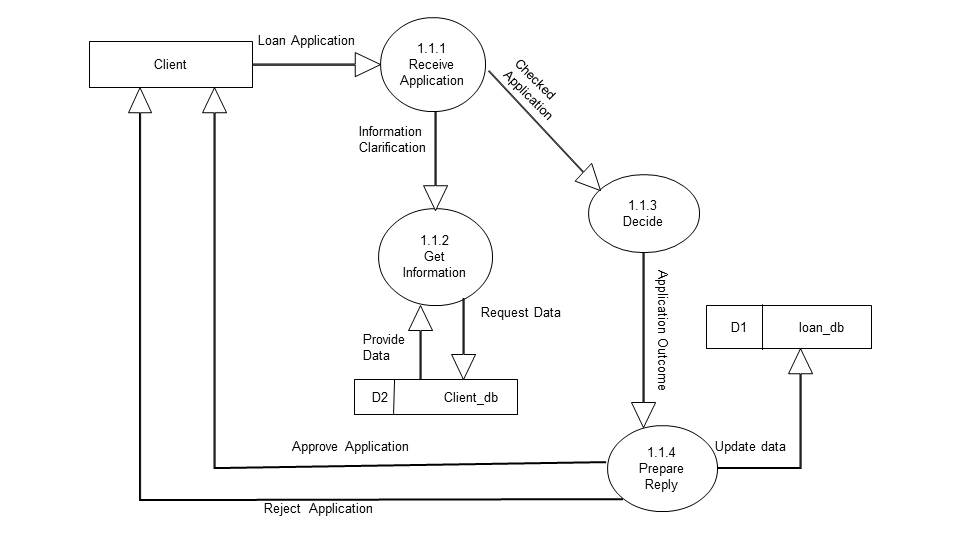 Loan Application
Client
1.1.1
Receive
Application
Checked
Application
Information
Clarification
1.1.3
Decide
1.1.2
Get
Information
Application Outcome
Request Data
Provide
Data
D1
loan_db
D2
Client_db
Approve Application
Update data
1.1.4
Prepare
Reply
Reject Application